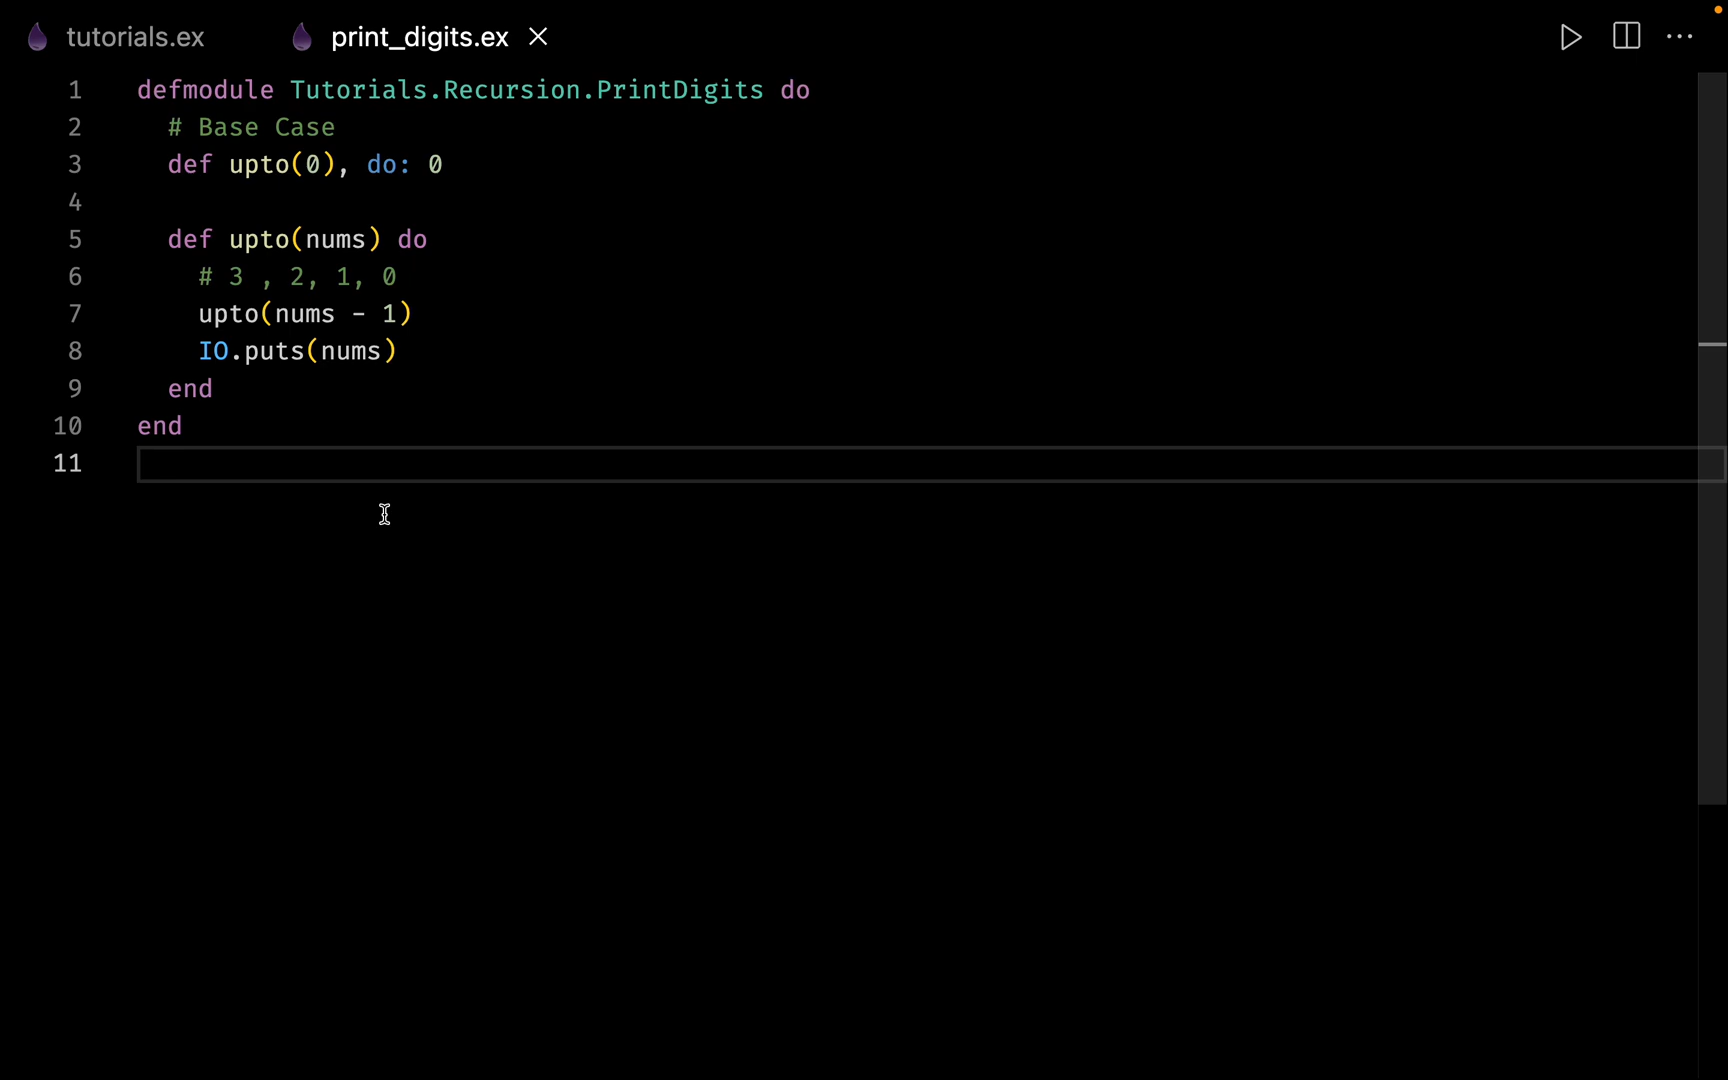 tutorials.ex print_digits.ex
1 defmodule Tutorials.Recursion.PrintDigits do
2 # Base Case
3 def upto(0), do: 0
4
5 def upto(nums) do
6 # 3 , 2, 1, 0
7 upto(nums - 1)
8 IO.puts(nums)
9 end
10 end
11